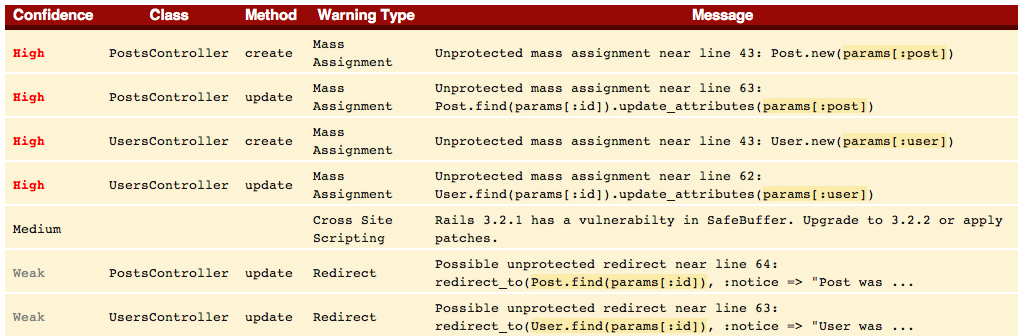 Confidence Class Method Warning Type Message
High PostsController create Mass Assignment Unprotected mass assignment near line 43: Post.new(params[:post])
High PostsController update Mass Assignment Unprotected mass assignment near line 63: Post.find(params[:id]).update_attributes(params[:post])
High UsersController create Mass Assignment Unprotected mass assignment near line 43: User.new(params[:user])
High UsersController update Mass Assignment Unprotected mass assignment near line 62: User.find(params[:id]).update_attributes(params[:user])
Medium Cross Site Scripting Rails 3.2.1 has a vulnerabilty in SafeBuffer. Upgrade to 3.2.2 or apply patches.
Weak PostsController update Redirect Possible unprotected redirect near line 64: redirect_to(Post.find(params[:id]), :notice => "Post was ...
Weak UsersController update Redirect Possible unprotected redirect near line 63: redirect_to(User.find(params[:id]), :notice => "User was ...